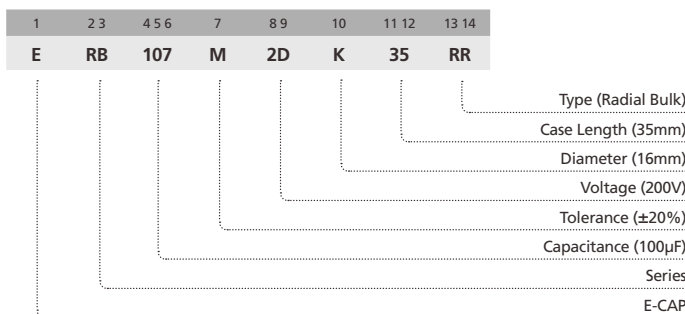 1 2 3 4 5 6 7 8 9 10 11 12 13 14
E RB 107 M 2D K 35 RR
Type (Radial Bulk)
Case Length (35mm)
Diameter (16mm)
Voltage (200V)
Tolerance (±20%)
Capacitance (100µF)
Series
E-CAP